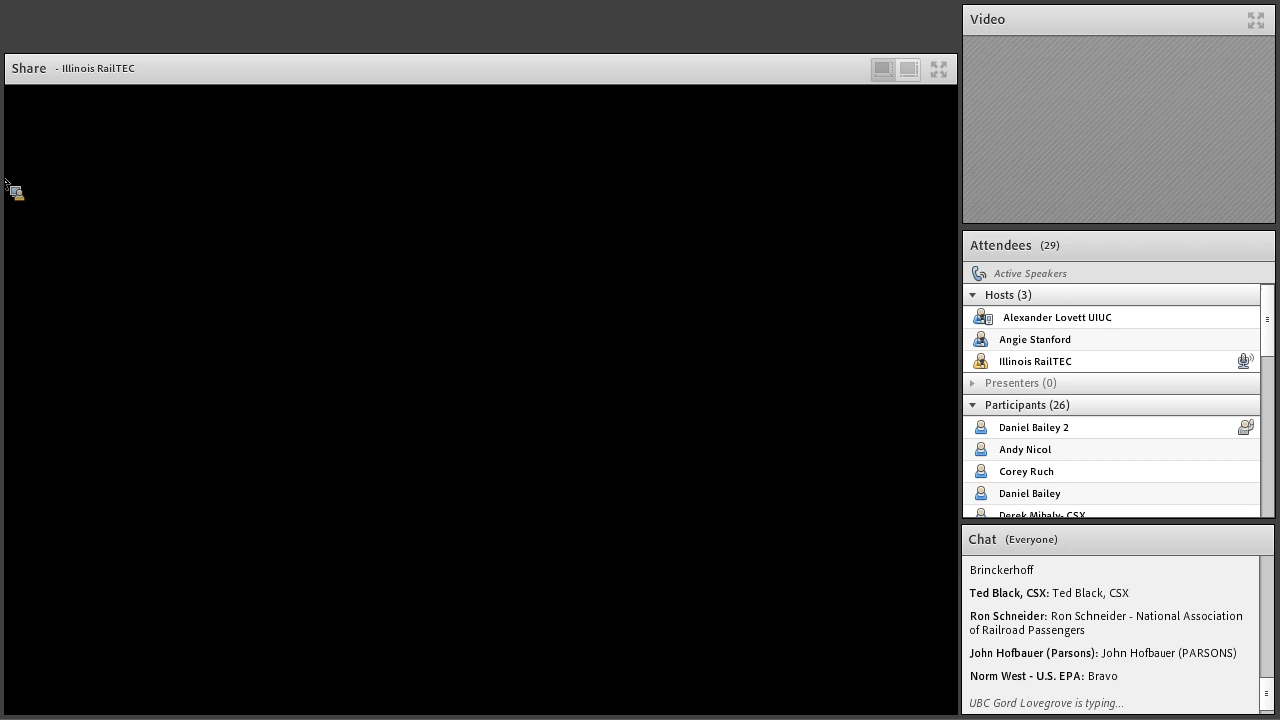 Share - Illinois RailTEC
Video
Attendees (29)
Active Speakers
Hosts (3)
Alexander Lovett UIUC
Angie Stanford
Illinois RailTEC
Presenters (0)
Participants (26)
Daniel Bailey 2
Andy Nicol
Corey Ruch
Daniel Bailey
Derek Mihaly- CSX
Chat (Everyone)
Brinckerhoff
Ted Black, CSX: Ted Black, CSX
Ron Schneider: Ron Schneider - National Association
of Railroad Passengers
John Hofbauer (Parsons): John Hofbauer (PARSONS)
Norm West - U.S. EPA: Bravo
UBC Gord Lovegrove is typing...